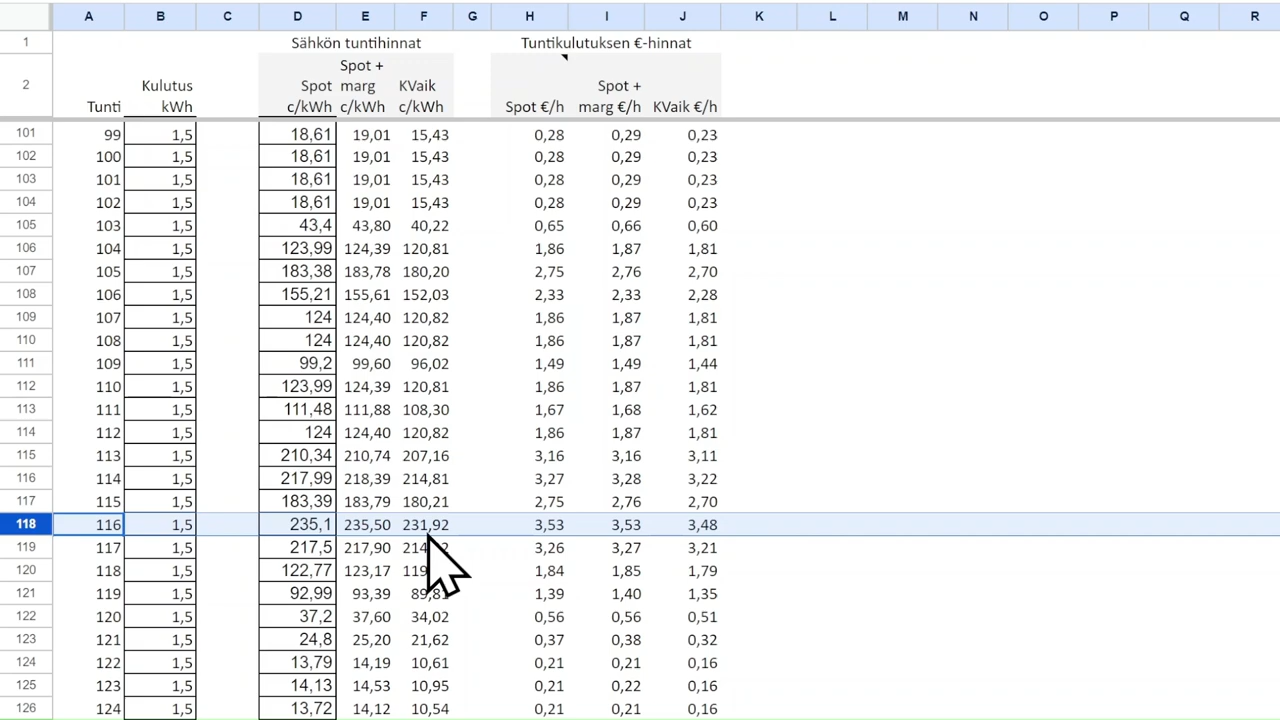 A B C D E F G H I J K L M N O P Q R
1 Sähkön tuntihinnat Tuntikulutuksen €-hinnat
2 Tunti Kulutus kWh Spot c/kWh Spot + marg c/kWh KVaik c/kWh Spot €/h Spot + marg €/h KVaik €/h
101 99 1,5 18,61 19,01 15,43 0,28 0,29 0,23
102 100 1,5 18,61 19,01 15,43 0,28 0,29 0,23
103 101 1,5 18,61 19,01 15,43 0,28 0,29 0,23
104 102 1,5 18,61 19,01 15,43 0,28 0,29 0,23
105 103 1,5 43,4 43,80 40,22 0,65 0,66 0,60
106 104 1,5 123,99 124,39 120,81 1,86 1,87 1,81
107 105 1,5 183,38 183,78 180,20 2,75 2,76 2,70
108 106 1,5 155,21 155,61 152,03 2,33 2,33 2,28
109 107 1,5 124 124,40 120,82 1,86 1,87 1,81
110 108 1,5 124 124,40 120,82 1,86 1,87 1,81
111 109 1,5 99,2 99,60 96,02 1,49 1,49 1,44
112 110 1,5 123,99 124,39 120,81 1,86 1,87 1,81
113 111 1,5 111,48 111,88 108,30 1,67 1,68 1,62
114 112 1,5 124 124,40 120,82 1,86 1,87 1,81
115 113 1,5 210,34 210,74 207,16 3,16 3,16 3,11
116 114 1,5 217,99 218,39 214,81 3,27 3,28 3,22
117 115 1,5 183,39 183,79 180,21 2,75 2,76 2,70
118 116 1,5 235,1 235,50 231,92 3,53 3,53 3,48
119 117 1,5 217,5 217,90 3,26 3,27 3,21
120 118 1,5 122,77 123,17 1,84 1,85 1,79
121 119 1,5 92,99 93,39 1,39 1,40 1,35
122 120 1,5 37,2 37,60 34,02 0,56 0,56 0,51
123 121 1,5 24,8 25,20 21,62 0,37 0,38 0,32
124 122 1,5 13,79 14,19 10,61 0,21 0,21 0,16
125 123 1,5 14,13 14,53 10,95 0,21 0,22 0,16
126 124 1,5 13,72 14,12 10,54 0,21 0,21 0,16